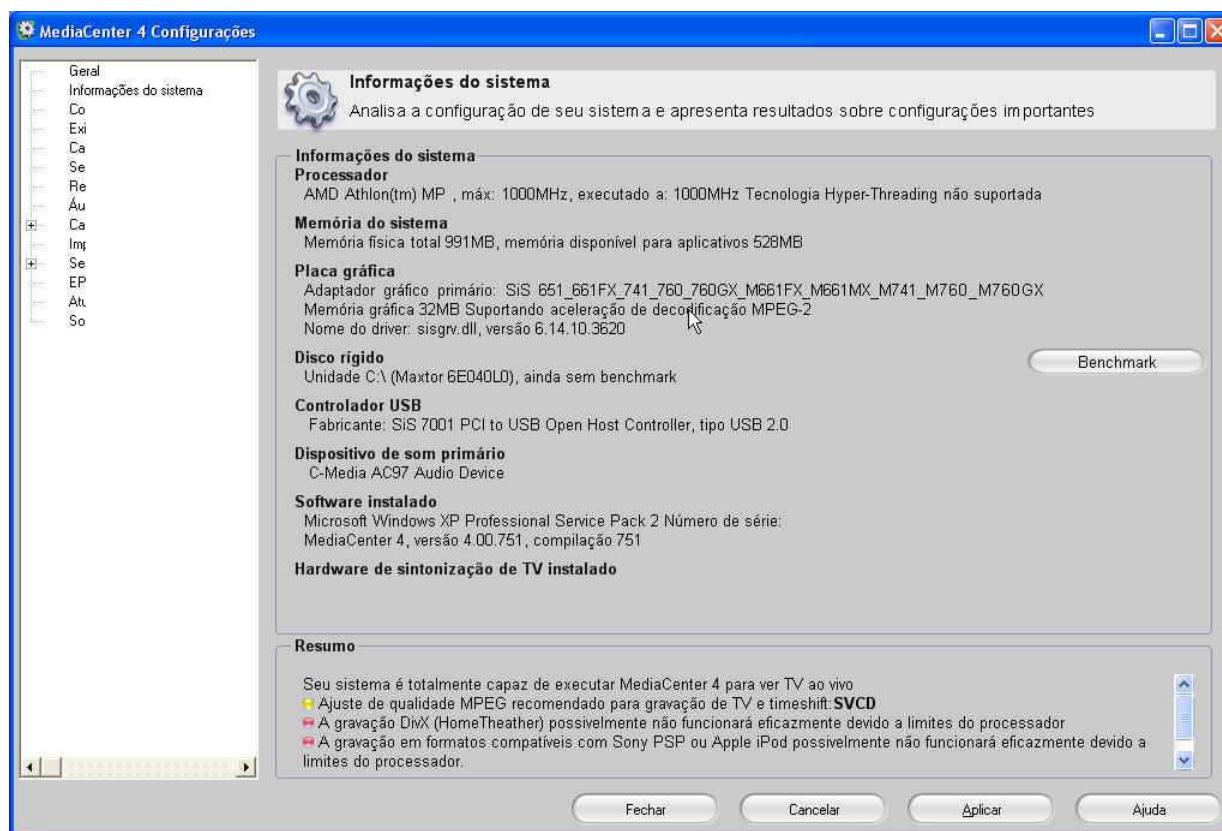 MediaCenter 4 Configurações
Geral
Informações do sistema
Co
Exi
Ca
Se
Re
Áu
Ca
Imp
Se
EP
Atu
So
Informações do sistema
Analisa a configuração de seu sistema e apresenta resultados sobre configurações importantes
Informações do sistema
Processador
AMD Athlon(tm) MP , máx: 1000MHz, executado a: 1000MHz Tecnologia Hyper-Threading não suportada
Memória do sistema
Memória física total 991MB, memória disponível para aplicativos 528MB
Placa gráfica
Adaptador gráfico primário: SiS 651_661FX_741_760_760GX_M661FX_M661MX_M741_M760_M760GX
Memória gráfica 32MB Suportando aceleração de decodificação MPEG-2
Nome do driver: sisgrv.dll, versão 6.14.10.3620
Disco rígido
Unidade C:\ (Maxtor 6E040L0), ainda sem benchmark
Benchmark
Controlador USB
Fabricante: SiS 7001 PCI to USB Open Host Controller, tipo USB 2.0
Dispositivo de som primário
C-Media AC97 Audio Device
Software instalado
Microsoft Windows XP Professional Service Pack 2 Número de série:
MediaCenter 4, versão 4.00.751, compilação 751
Hardware de sintonização de TV instalado
Resumo
Seu sistema é totalmente capaz de executar MediaCenter 4 para ver TV ao vivo
Ajuste de qualidade MPEG recomendado para gravação de TV e timeshift:SVCD
A gravação DivX (HomeTheather) possivelmente não funcionará eficazmente devido a limites do processador
A gravação em formatos compatíveis com Sony PSP ou Apple iPod possivelmente não funcionará eficazmente devido a
limites do processador.
Fechar
Cancelar
Aplicar
Ajuda